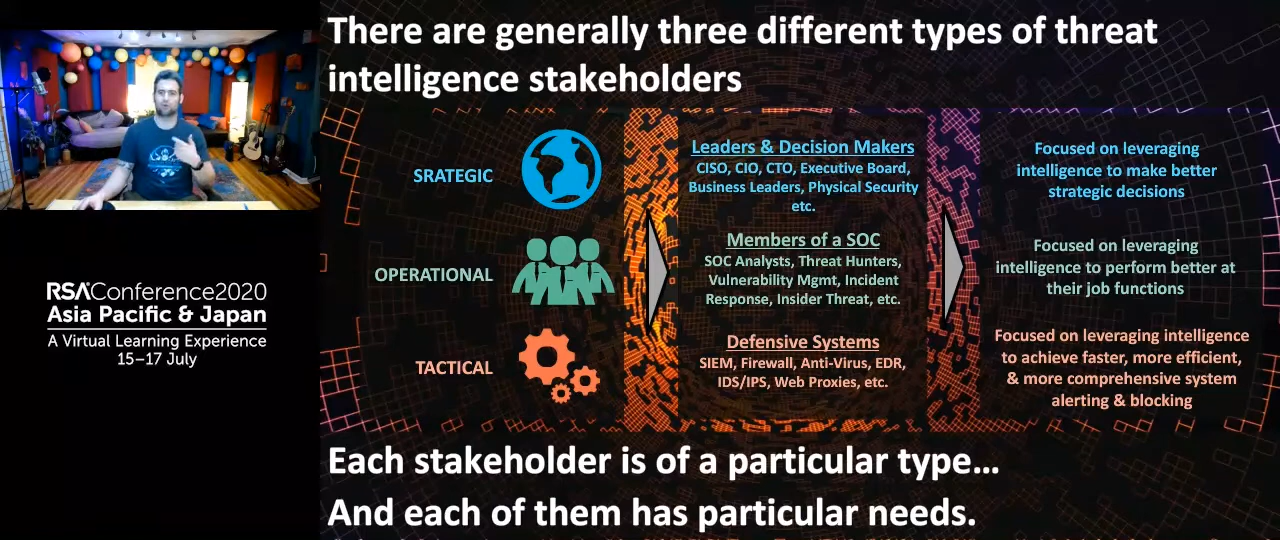 There are generally three different types of threat
intelligence stakeholders
SRATEGIC
Leaders & Decision Makers
CISO, CIO, CTO, Executive Board,
Business Leaders, Physical Security
etc.
Focused on leveraging
intelligence to make better
strategic decisions
OPERATIONAL
Members of a SOC
SOC Analysts, Threat Hunters,
Vulnerability Mgmt, Incident
Response, Insider Threat, etc.
Focused on leveraging
intelligence to perform better at
their job functions
TACTICAL
Defensive Systems
SIEM, Firewall, Anti-Virus, EDR,
IDS/IPS, Web Proxies, etc.
Focused on leveraging intelligence
to achieve faster, more efficient,
& more comprehensive system
alerting & blocking
Each stakeholder is of a particular type…
And each of them has particular needs.
RSAConference2020
Asia Pacific & Japan
A Virtual Learning Experience
15–17 July